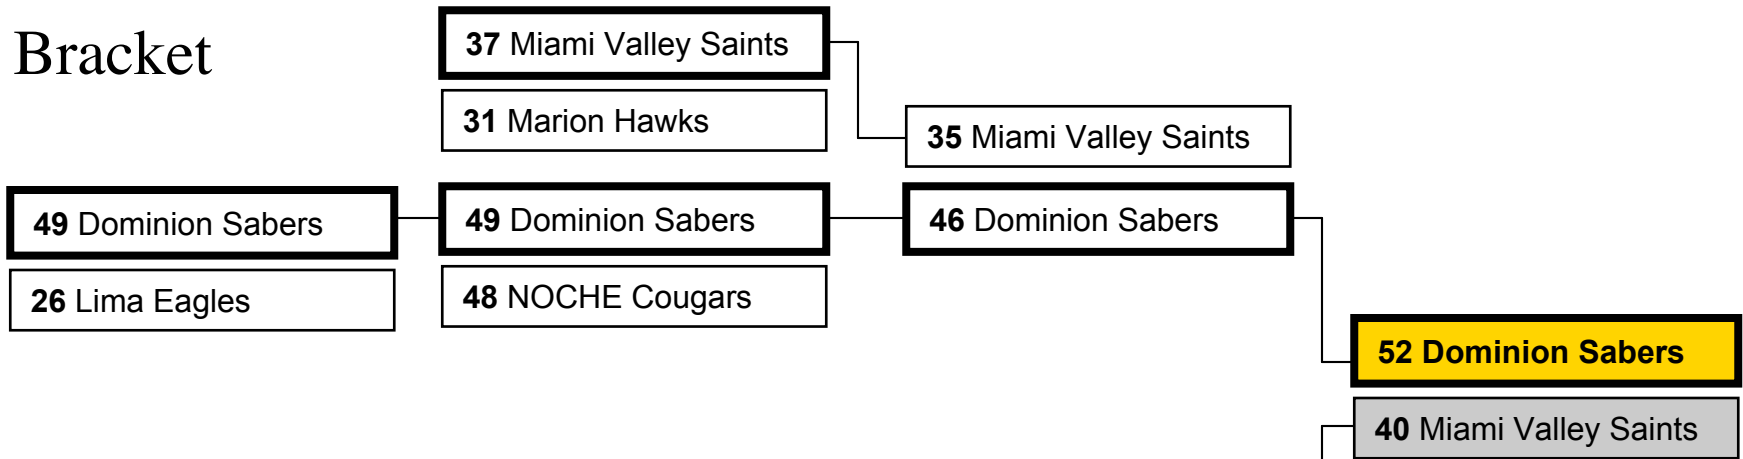 Bracket
37 Miami Valley Saints
31 Marion Hawks
35 Miami Valley Saints
49 Dominion Sabers
49 Dominion Sabers
46 Dominion Sabers
26 Lima Eagles
48 NOCHE Cougars
52 Dominion Sabers
40 Miami Valley Saints